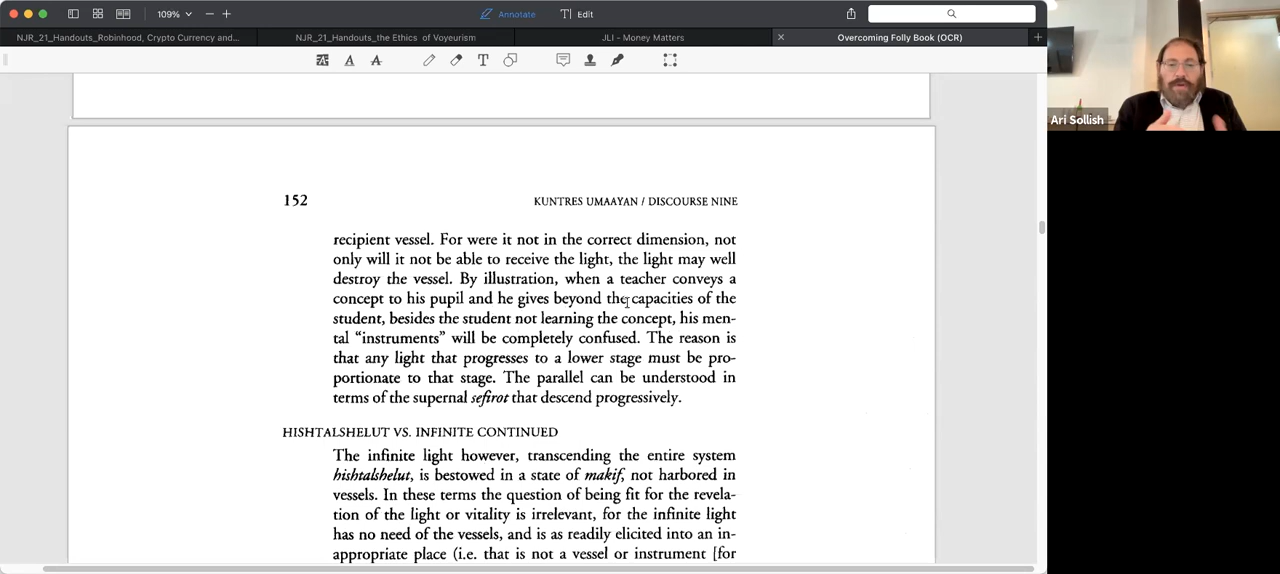 109%
Annotate
Edit
NJR_21_Handouts_Robinhood, Crypto Currency and...
NJR_21_Handouts_the Ethics of Voyeurism
JLI - Money Matters
Overcoming Folly Book (OCR)
Ari Sollish
152
KUNTRES UMAAYAN / DISCOURSE NINE
recipient vessel. For were it not in the correct dimension, not
only will it not be able to receive the light, the light may well
destroy the vessel. By illustration, when a teacher conveys a
concept to his pupil and he gives beyond the capacities of the
student, besides the student not learning the concept, his men-
tal “instruments” will be completely confused. The reason is
that any light that progresses to a lower stage must be pro-
portionate to that stage. The parallel can be understood in
terms of the supernal sefirot that descend progressively.
HISHTALSHELUT VS. INFINITE CONTINUED
The infinite light however, transcending the entire system
hishtalshelut, is bestowed in a state of makif, not harbored in
vessels. In these terms the question of being fit for the revela-
tion of the light or vitality is irrelevant, for the infinite light
has no need of the vessels, and is as readily elicited into an in-
appropriate place (i.e. that is not a vessel or instrument [for